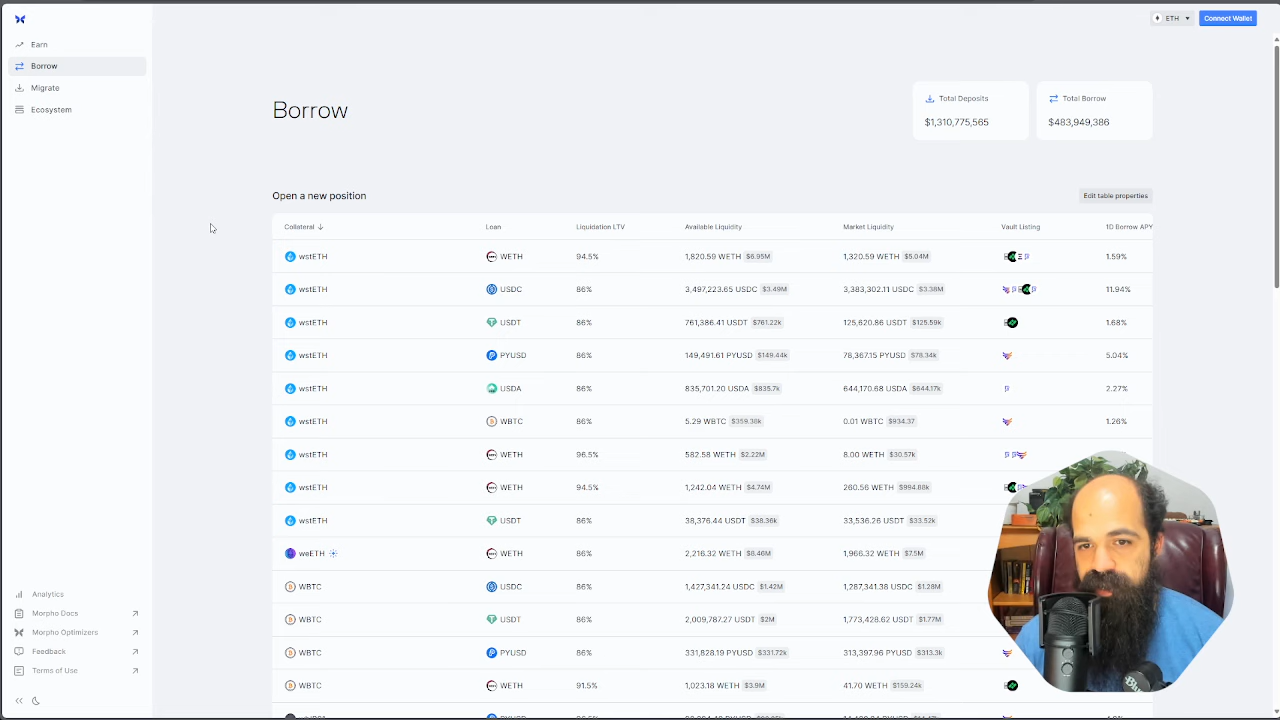 ETH
Connect Wallet
Earn
Borrow
Migrate
Ecosystem
Borrow
Total Deposits
$1,310,775,565
Total Borrow
$483,949,386
Open a new position
Edit table properties
Collateral ↓ Loan Liquidation LTV Available Liquidity Market Liquidity Vault Listing 1D Borrow APY
wstETH WETH 94.5% 1,820.59 WETH $6.95M 1,320.59 WETH $5.04M 1.59%
wstETH USDC 86% 3,497,223.65 USDC $3.49M 3,383,302.11 USDC $3.38M 11.94%
wstETH USDT 86% 761,386.41 USDT $761.22k 125,620.86 USDT $125.59k 1.68%
wstETH PYUSD 86% 149,491.61 PYUSD $149.44k 78,367.15 PYUSD $78.34k 5.04%
wstETH USDA 86% 835,701.20 USDA $835.7k 644,170.68 USDA $644.17k 2.27%
wstETH WBTC 86% 5.29 WBTC $359.38k 0.01 WBTC $934.37 1.26%
wstETH WETH 96.5% 582.58 WETH $2.22M 8.00 WETH $30.57k
wstETH WETH 94.5% 1,242.04 WETH $4.74M 260.56 WETH $994.88k
wstETH USDT 86% 38,376.44 USDT $38.36k 33,536.26 USDT $33.52k
weETH WETH 86% 2,216.32 WETH $8.46M 1,966.32 WETH $7.5M
WBTC USDC 86% 1,427,341.24 USDC $1.42M 1,287,341.38 USDC $1.28M
WBTC USDT 86% 2,009,787.27 USDT $2M 1,773,428.62 USDT $1.77M
WBTC PYUSD 86% 331,828.19 PYUSD $331.72k 313,397.96 PYUSD $313.3k
WBTC WETH 91.5% 1,023.18 WETH $3.9M 41.70 WETH $159.24k
Analytics
Morpho Docs
Morpho Optimizers
Feedback
Terms of Use